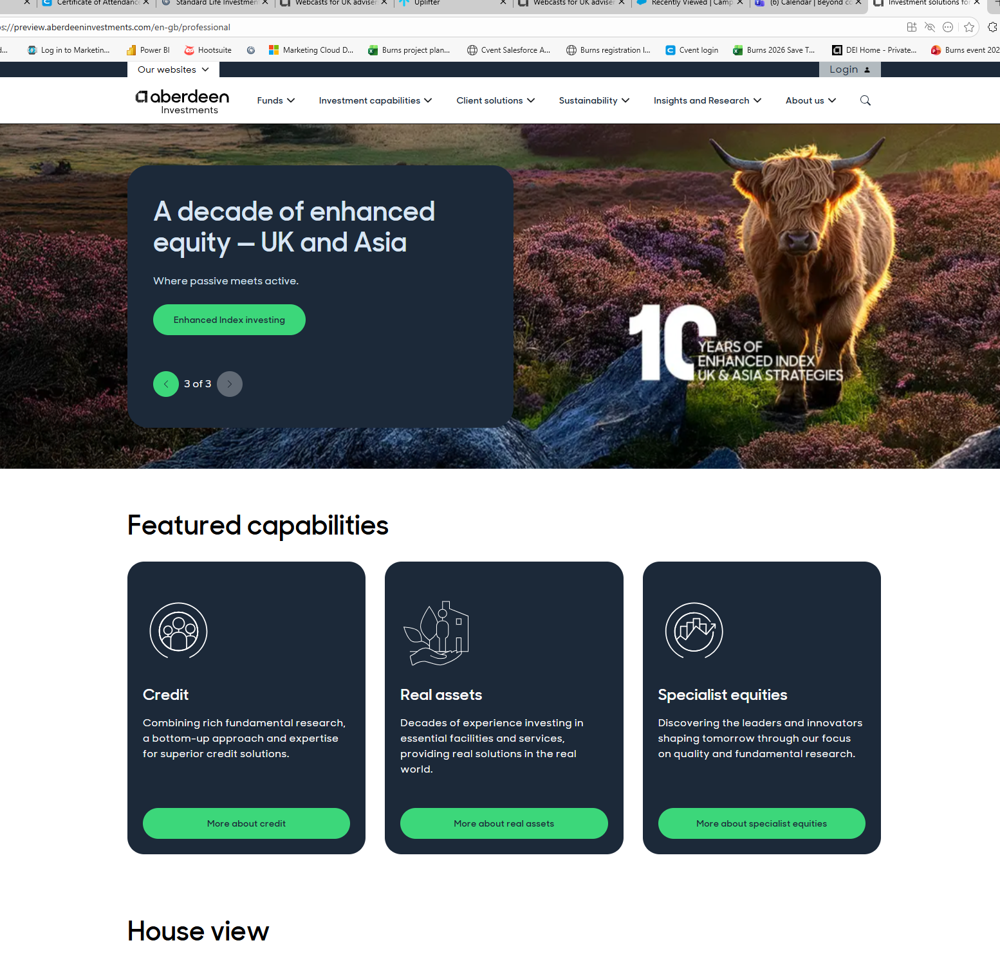 Certificate of Attendance
Standard Life Investment
Webcasts for UK adviser
Uplifter
Webcasts for UK adviser
Recently Viewed | Camp
(6) Calendar | Beyond co
Investment solutions fo
s://preview.aberdeeninvestments.com/en-gb/professional
d...
Log in to Marketin...
Power BI
Hootsuite
Marketing Cloud D...
Burns project plan...
Cvent Salesforce A...
Burns registration l...
Cvent login
Burns 2026 Save T...
DEI Home - Private...
Burns event 202
Our websites
Login
aberdeen
Investments
Funds
Investment capabilities
Client solutions
Sustainability
Insights and Research
About us
A decade of enhanced
equity – UK and Asia
Where passive meets active.
Enhanced Index investing
3 of 3
10
YEARS OF
ENHANCED INDEX
UK & ASIA STRATEGIES
Featured capabilities
Credit
Combining rich fundamental research,
a bottom-up approach and expertise
for superior credit solutions.
More about credit
Real assets
Decades of experience investing in
essential facilities and services,
providing real solutions in the real
world.
More about real assets
Specialist equities
Discovering the leaders and innovators
shaping tomorrow through our focus
on quality and fundamental research.
More about specialist equities
House view